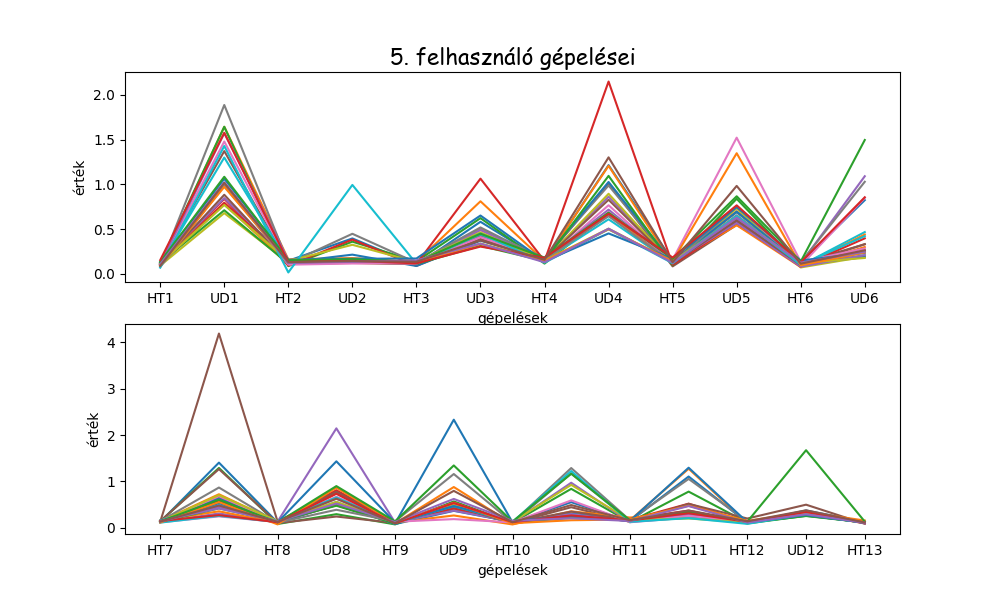 5. felhasználó gépelései
érték
2.0
1.5
1.0
0.5
0.0
HT1 UD1 HT2 UD2 HT3 UD3 HT4 UD4 HT5 UD5 HT6 UD6
gépelések
érték
4
3
2
1
0
HT7 UD7 HT8 UD8 HT9 UD9 HT10 UD10 HT11 UD11 HT12 UD12 HT13
gépelések